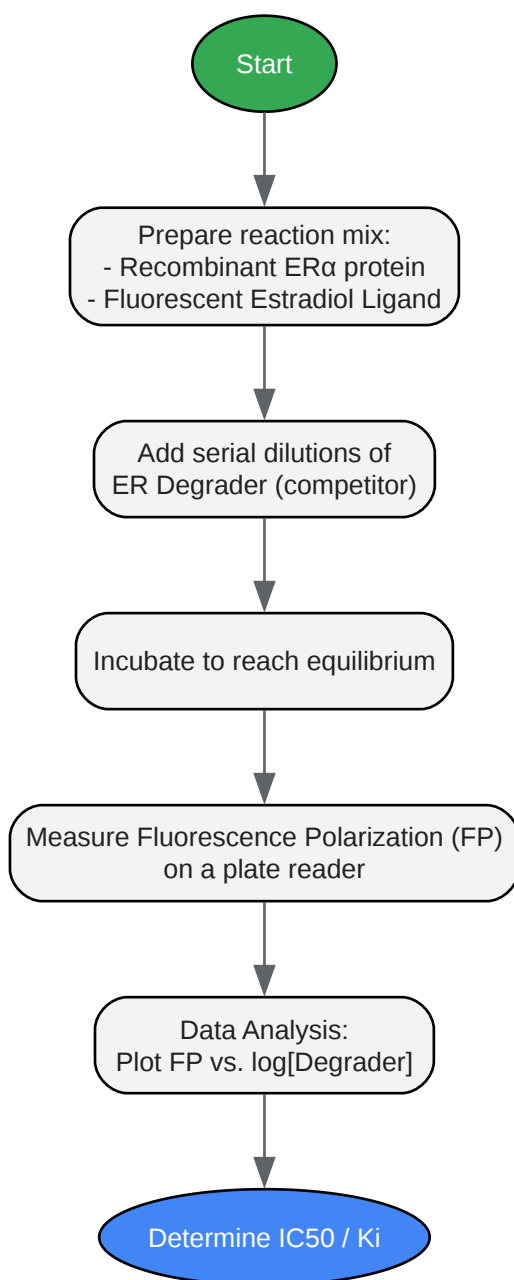 Start
Prepare reaction mix:
- Recombinant ERα protein
- Fluorescent Estradiol Ligand
Add serial dilutions of
ER Degrader (competitor)
Incubate to reach equilibrium
Measure Fluorescence Polarization (FP)
on a plate reader
Data Analysis:
Plot FP vs. log[Degrader]
Determine IC50 / Ki